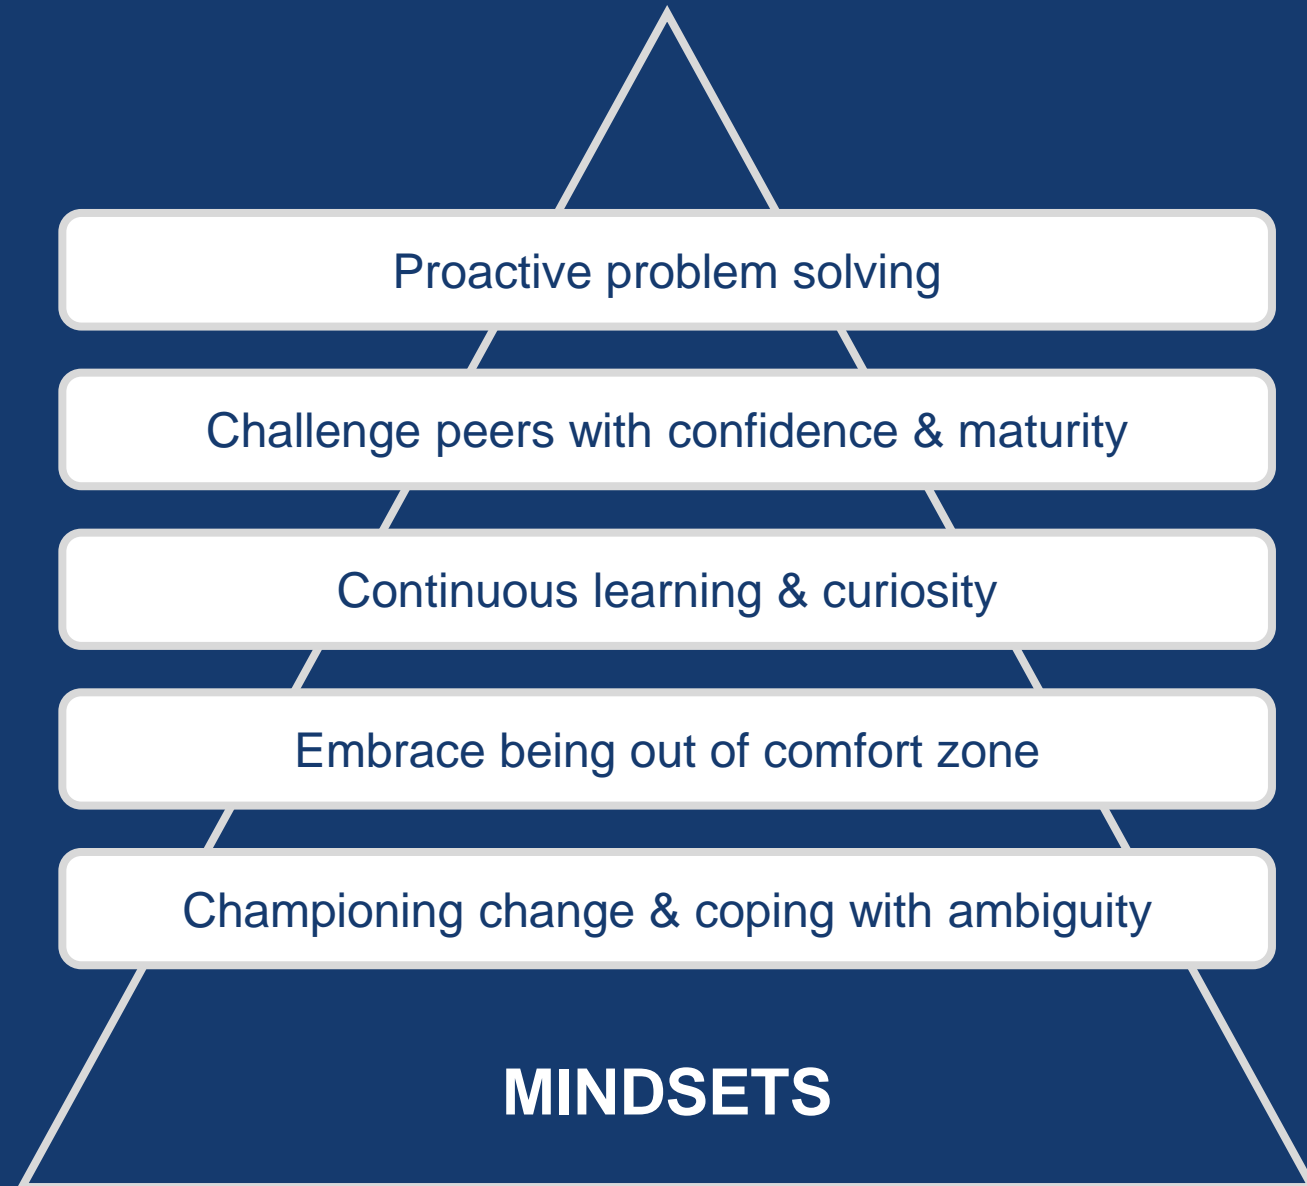 Proactive problem solving
Challenge peers with confidence & maturity
Continuous learning & curiosity
Embrace being out of comfort zone
Championing change & coping with ambiguity
MINDSETS